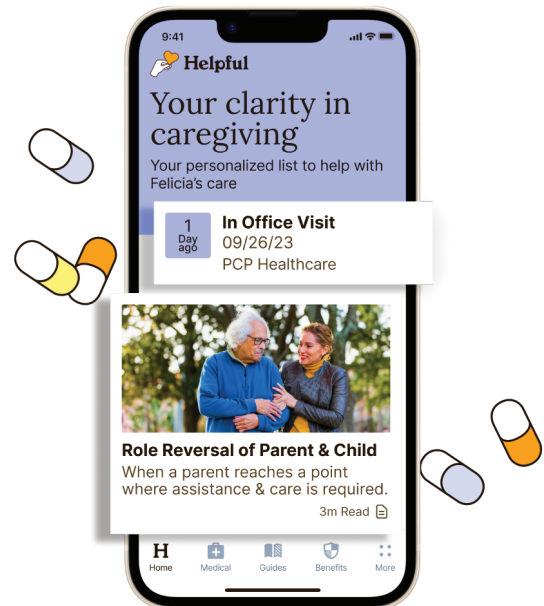 9:41
Helpful
Your clarity in
caregiving
Your personalized list to help with
Felicia's care
1
Day
ago
In Office Visit
09/26/23
PCP Healthcare
Role Reversal of Parent & Child
When a parent reaches a point
where assistance & care is required.
3m Read
H
Home
Medical
Guides
Benefits
More